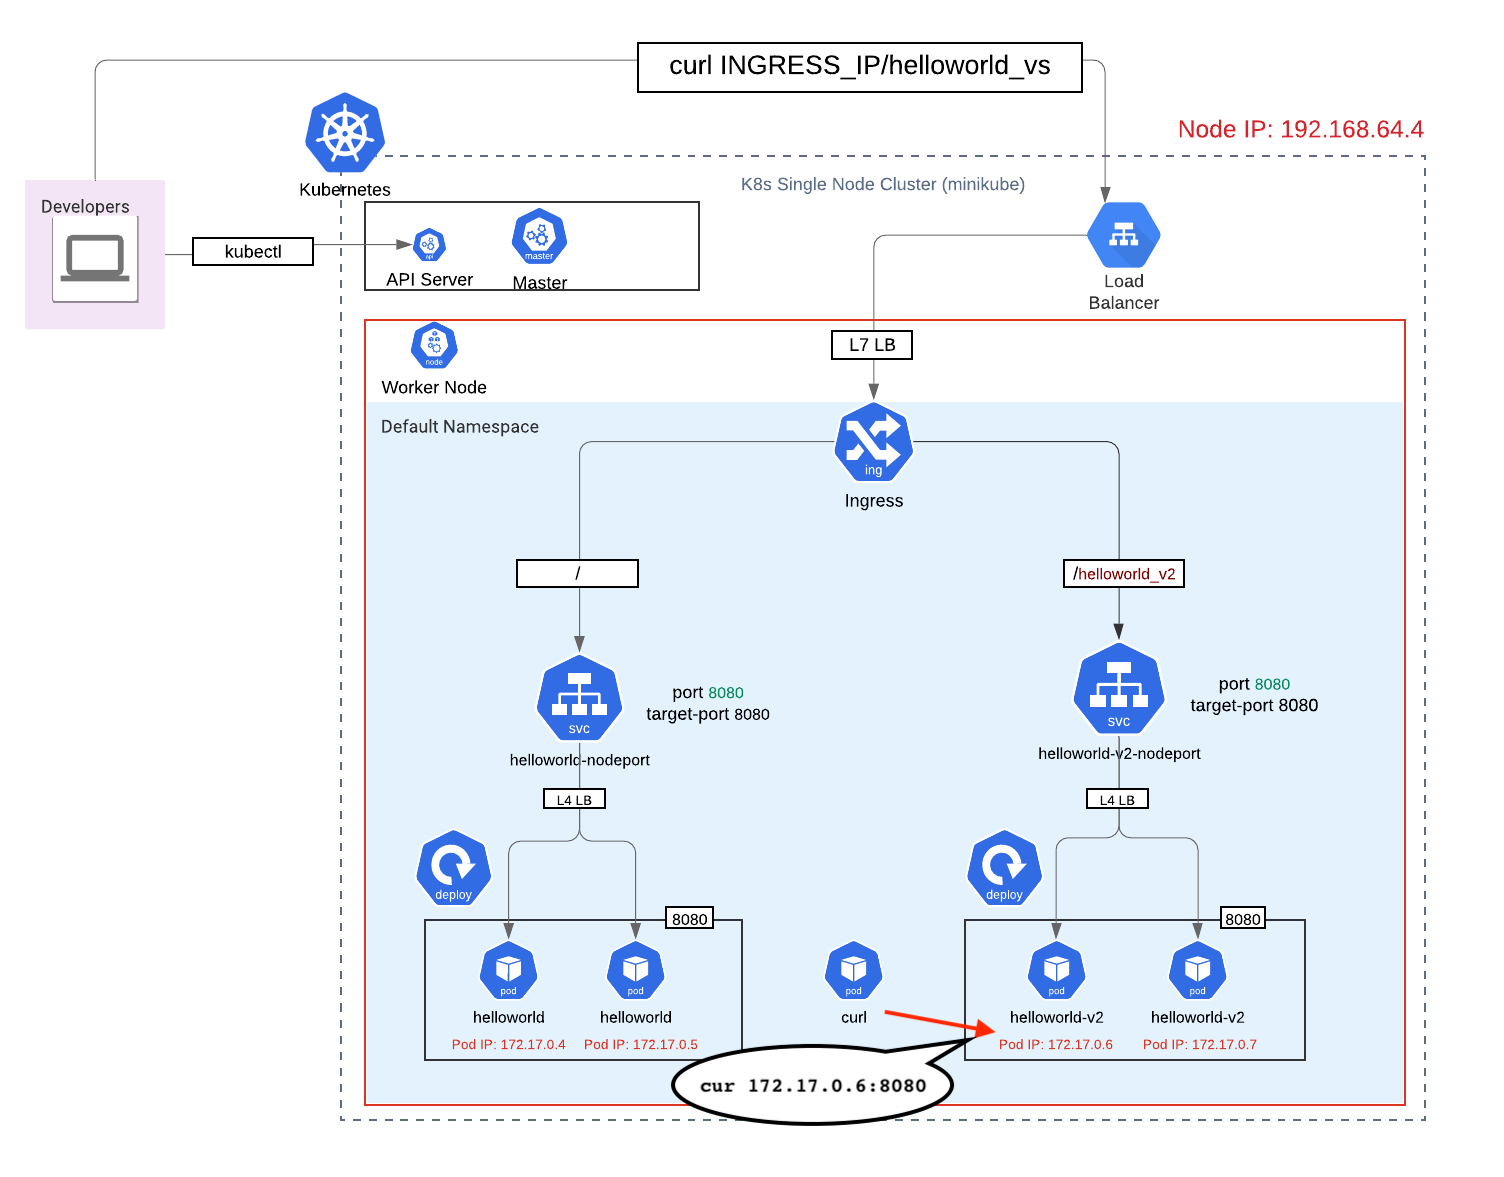 curl INGRESS_IP/helloworld_vs
Node IP: 192.168.64.4
Kubernetes
K8s Single Node Cluster (minikube)
Developers
kubectl
api
API Server
master
Master
Load
Balancer
L7 LB
node
Worker Node
Default Namespace
ing
Ingress
/
/helloworld_v2
svc
port 8080
target-port 8080
helloworld-nodeport
svc
port 8080
target-port 8080
helloworld-v2-nodeport
L4 LB
L4 LB
deploy
deploy
8080
8080
pod
pod
pod
pod
pod
helloworld
helloworld
curl
helloworld-v2
helloworld-v2
Pod IP: 172.17.0.4
Pod IP: 172.17.0.5
Pod IP: 172.17.0.6
Pod IP: 172.17.0.7
cur 172.17.0.6:8080